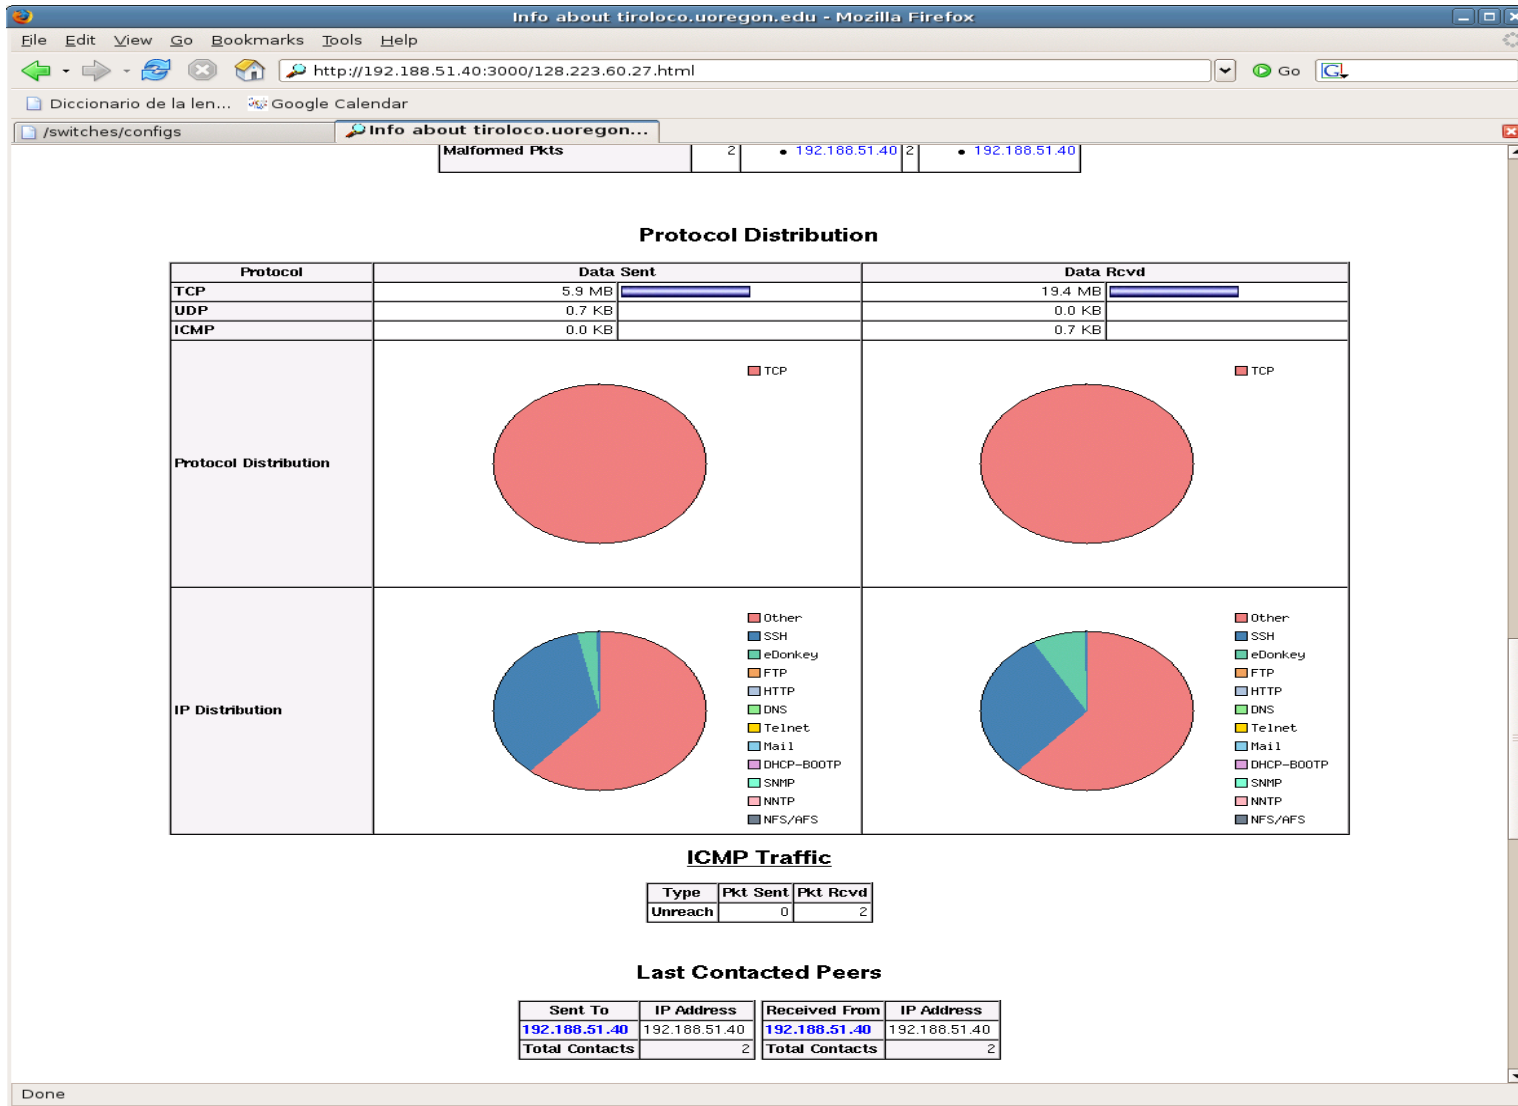 Info about tiroloco.uoregon.edu - Mozilla Firefox
File Edit View Go Bookmarks Tools Help
http://192.188.51.40:3000/128.223.60.27.html Go G
Diccionario de la len... Google Calendar
/switches/configs Info about tiroloco.uoregon...
Malformed Pkts 2 • 192.188.51.40 2 • 192.188.51.40
Protocol Distribution
Protocol Data Sent Data Rcvd
TCP 5.9 MB 19.4 MB
UDP 0.7 KB 0.0 KB
ICMP 0.0 KB 0.7 KB
TCP TCP
Protocol Distribution
Other Other
SSH SSH
eDonkey eDonkey
FTP FTP
HTTP HTTP
IP Distribution DNS DNS
Telnet Telnet
Mail Mail
DHCP-BOOTP DHCP-BOOTP
SNMP SNMP
NNTP NNTP
NFS/AFS NFS/AFS
ICMP Traffic
Type Pkt Sent Pkt Rcvd
Unreach 0 2
Last Contacted Peers
Sent To IP Address Received From IP Address
192.188.51.40 192.188.51.40 192.188.51.40 192.188.51.40
Total Contacts 2 Total Contacts 2
Done